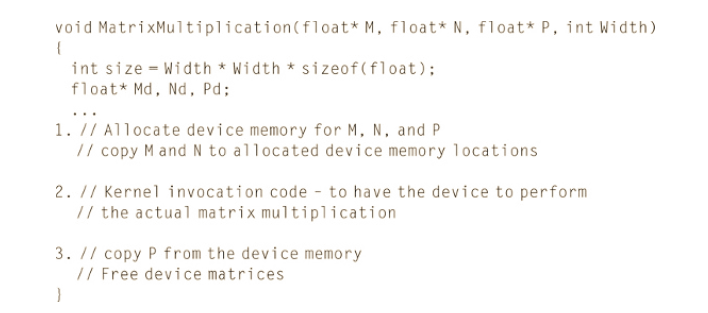 void MatrixMultiplication(float* M, float* N, float* P, int Width)
{
int size = Width * Width * sizeof(float);
float* Md, Nd, Pd;
...
1. // Allocate device memory for M, N, and P
// copy M and N to allocated device memory locations
2. // Kernel invocation code – to have the device to perform
// the actual matrix multiplication
3. // copy P from the device memory
// Free device matrices
}